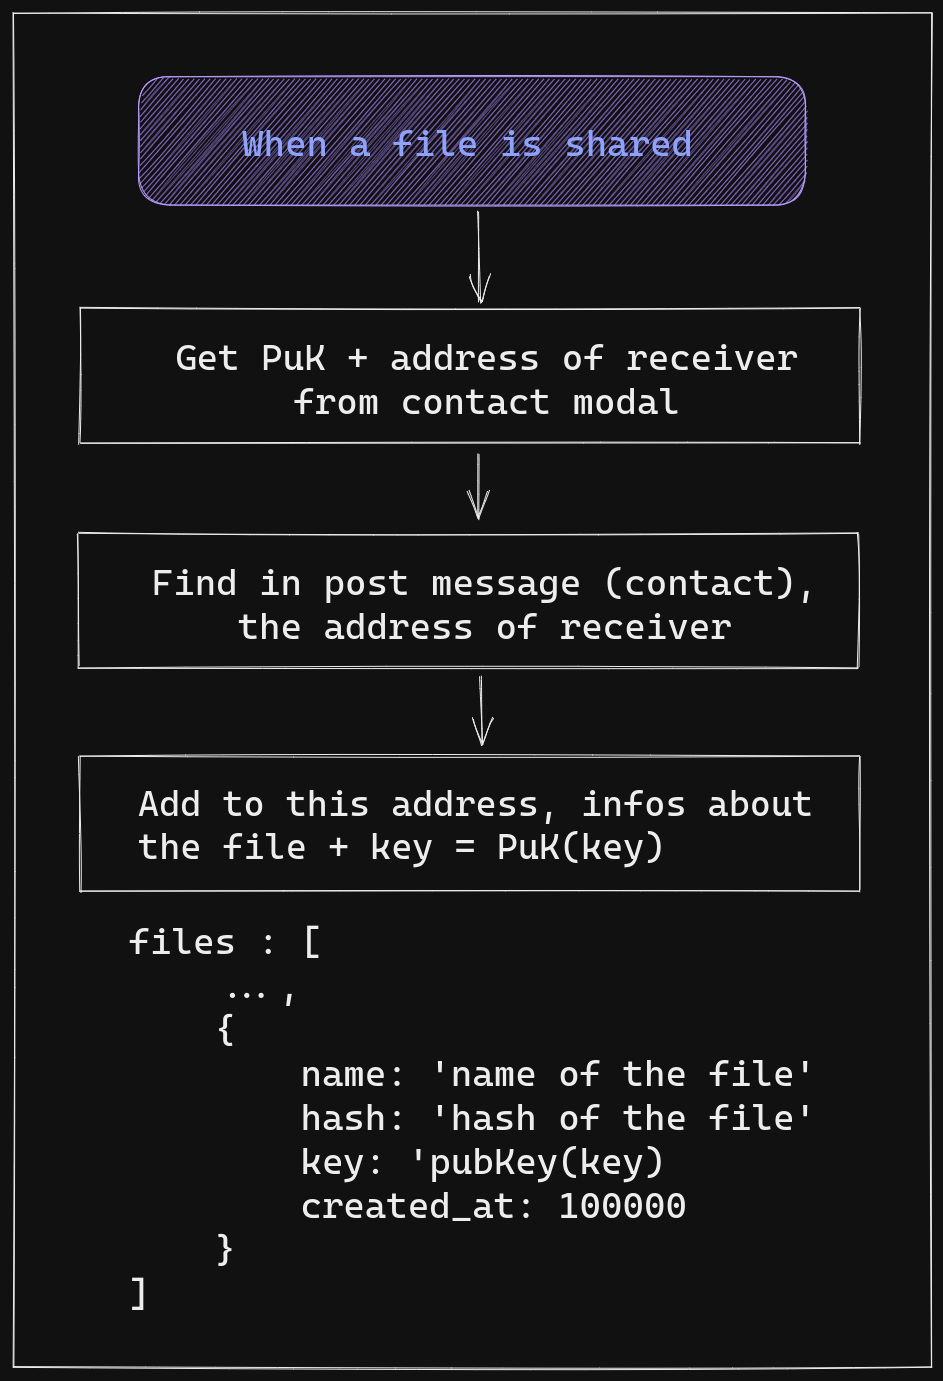 When a file is shared
Get PuK + address of receiver
from contact modal
Find in post message (contact),
the address of receiver
Add to this address, infos about
the file + key = PuK(key)
files : [
... ,
{
name: 'name of the file'
hash: 'hash of the file'
key: 'pubKey(key)
created_at: 100000
}
]